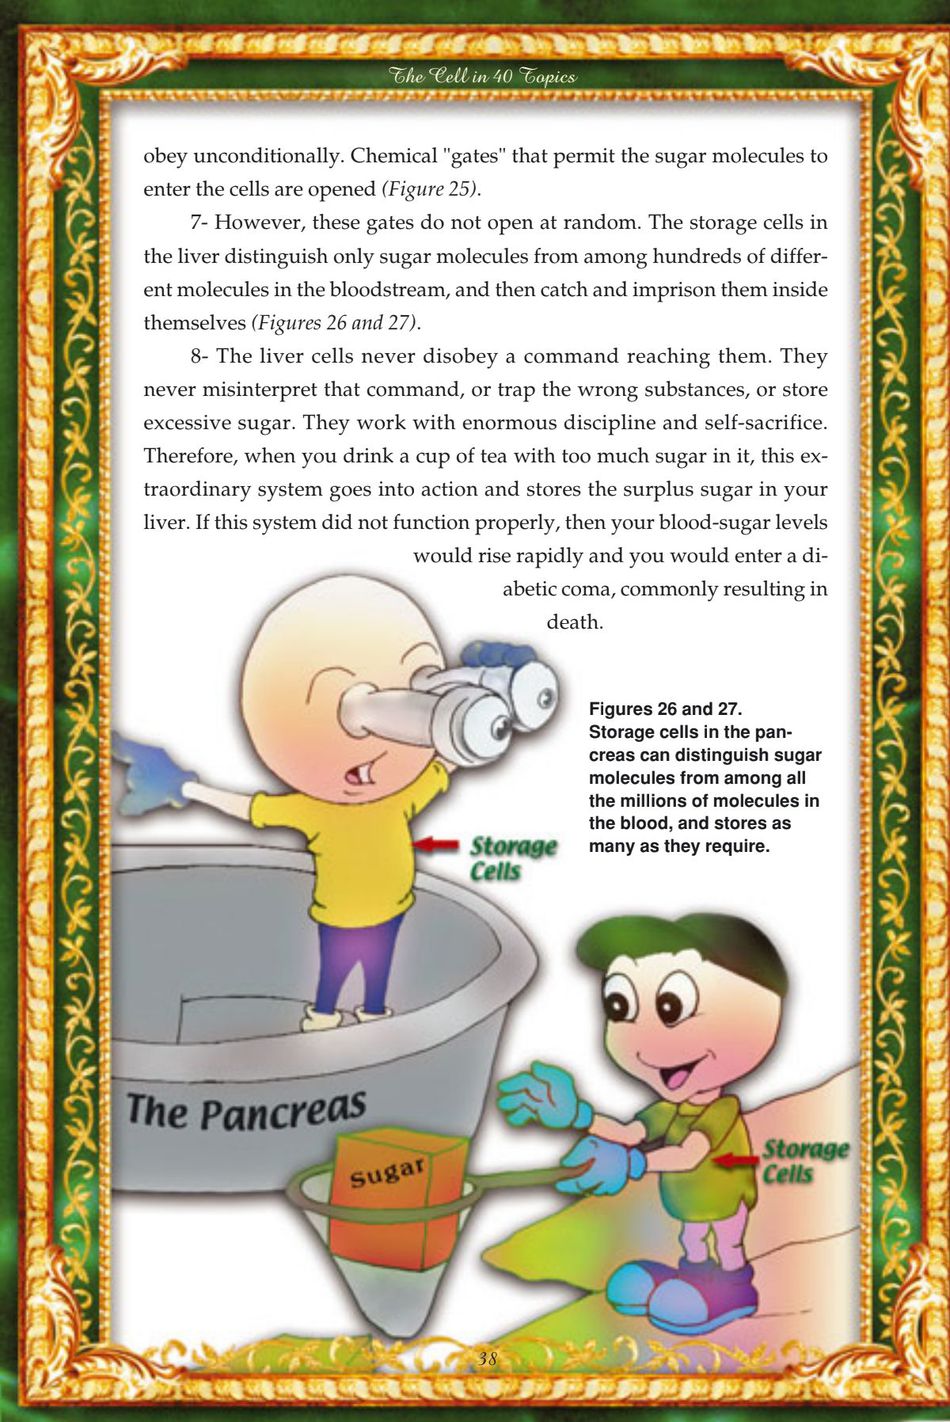 The Cell in 40 Topics
obey unconditionally. Chemical "gates" that permit the sugar molecules to
enter the cells are opened (Figure 25).
7- However, these gates do not open at random. The storage cells in
the liver distinguish only sugar molecules from among hundreds of differ-
ent molecules in the bloodstream, and then catch and imprison them inside
themselves (Figures 26 and 27).
8- The liver cells never disobey a command reaching them. They
never misinterpret that command, or trap the wrong substances, or store
excessive sugar. They work with enormous discipline and self-sacrifice.
Therefore, when you drink a cup of tea with too much sugar in it, this ex-
traordinary system goes into action and stores the surplus sugar in your
liver. If this system did not function properly, then your blood-sugar levels
would rise rapidly and you would enter a di-
abetic coma, commonly resulting in
death.
Figures 26 and 27.
Storage cells in the pan-
creas can distinguish sugar
molecules from among all
the millions of molecules in
the blood, and stores as
many as they require.
Storage
Cells
The Pancreas
Sugar
Storage
Cells
38